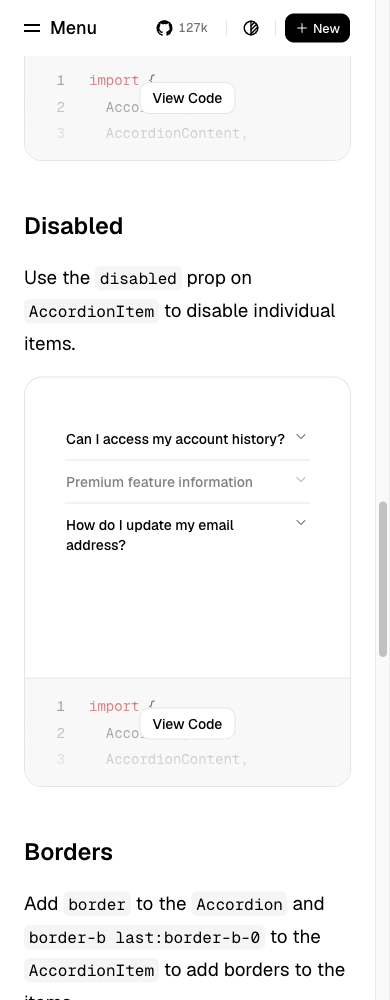 Menu 127k + New
1 import {
2 Acco
View Code
3 AccordionContent,
Disabled
Use the disabled prop on
AccordionItem to disable individual
items.
Can I access my account history?
Premium feature information
How do I update my email
address?
1 import {
2 Acco
View Code
3 AccordionContent,
Borders
Add border to the Accordion and
border-b last:border-b-0 to the
AccordionItem to add borders to the
items.